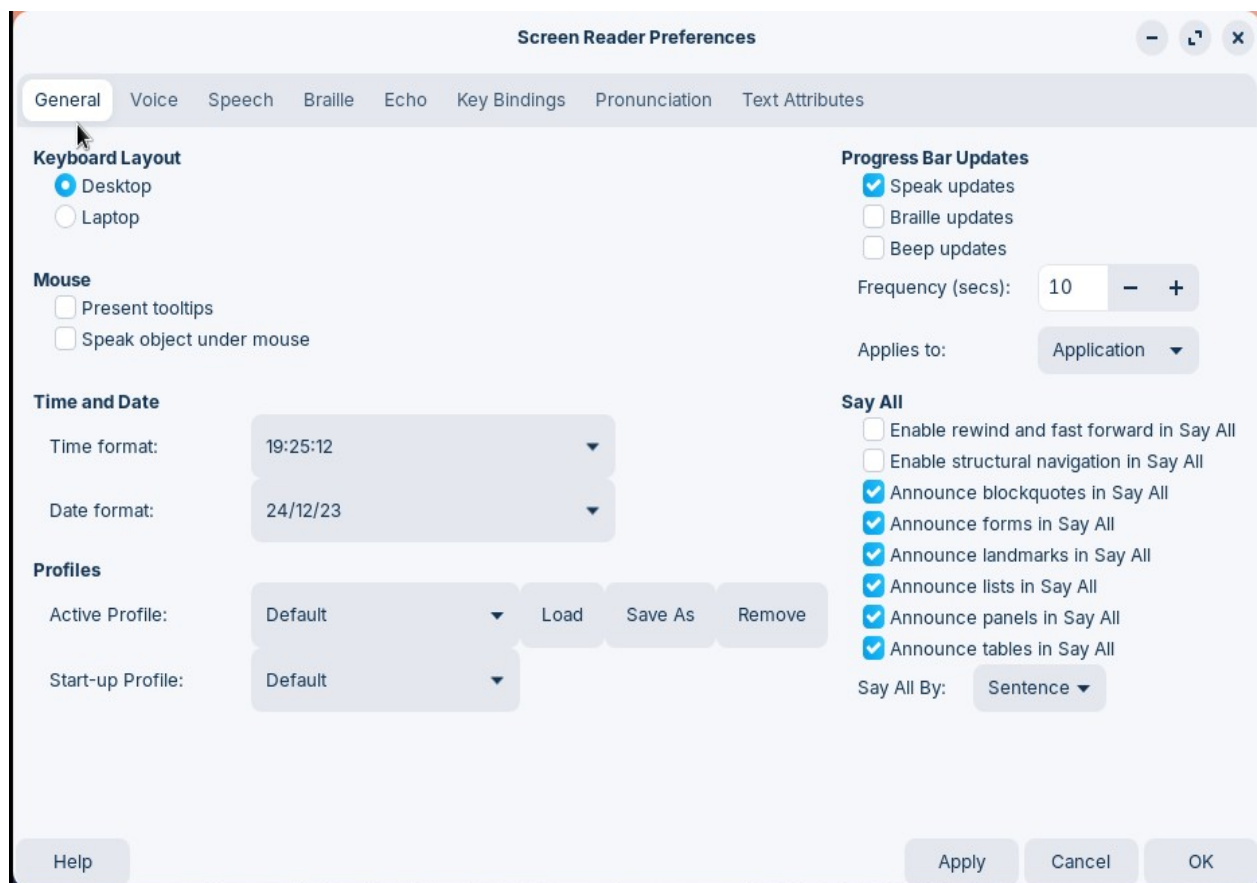 Screen Reader Preferences
General Voice Speech Braille Echo Key Bindings Pronunciation Text Attributes
Keyboard Layout
Desktop
Laptop
Mouse
Present tooltips
Speak object under mouse
Time and Date
Time format: 19:25:12
Date format: 24/12/23
Profiles
Active Profile: Default Load Save As Remove
Start-up Profile: Default
Progress Bar Updates
Speak updates
Braille updates
Beep updates
Frequency (secs): 10 − +
Applies to: Application
Say All
Enable rewind and fast forward in Say All
Enable structural navigation in Say All
Announce blockquotes in Say All
Announce forms in Say All
Announce landmarks in Say All
Announce lists in Say All
Announce panels in Say All
Announce tables in Say All
Say All By: Sentence
Help Apply Cancel OK